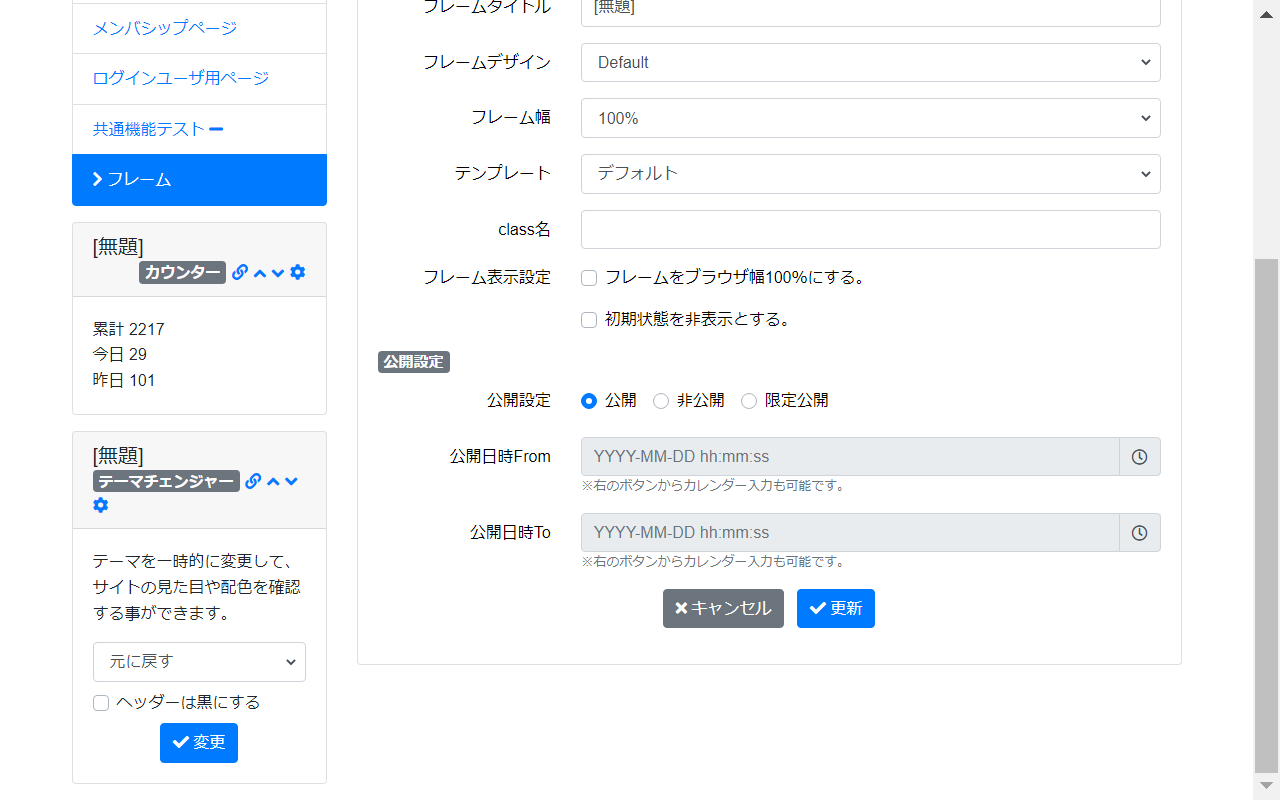 メンバシップページ
ログインユーザ用ページ
共通機能テスト
フレーム
[無題]
カウンター
累計 2217
今日 29
昨日 101
[無題]
テーマチェンジャー
テーマを一時的に変更して、
サイトの見た目や配色を確認
する事ができます。
元に戻す
ヘッダーは黒にする
変更
フレームタイトル
[無題]
フレームデザイン
Default
フレーム幅
100%
テンプレート
デフォルト
class名
フレーム表示設定
フレームをブラウザ幅100%にする。
初期状態を非表示とする。
公開設定
公開設定
公開
非公開
限定公開
公開日時From
YYYY-MM-DD hh:mm:ss
※右のボタンからカレンダー入力も可能です。
公開日時To
YYYY-MM-DD hh:mm:ss
※右のボタンからカレンダー入力も可能です。
キャンセル
更新